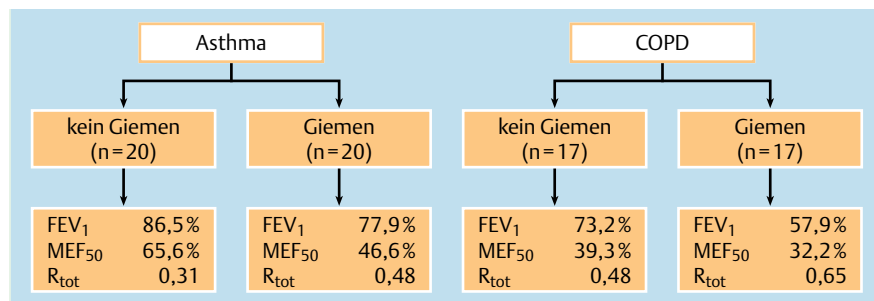 Asthma
COPD
kein Giemen
(n=20)
Giemen
(n=20)
kein Giemen
(n=17)
Giemen
(n=17)
FEV₁ 86,5%
MEF₅₀ 65,6%
Rtot 0,31
FEV₁ 77,9%
MEF₅₀ 46,6%
Rtot 0,48
FEV₁ 73,2%
MEF₅₀ 39,3%
Rtot 0,48
FEV₁ 57,9%
MEF₅₀ 32,2%
Rtot 0,65